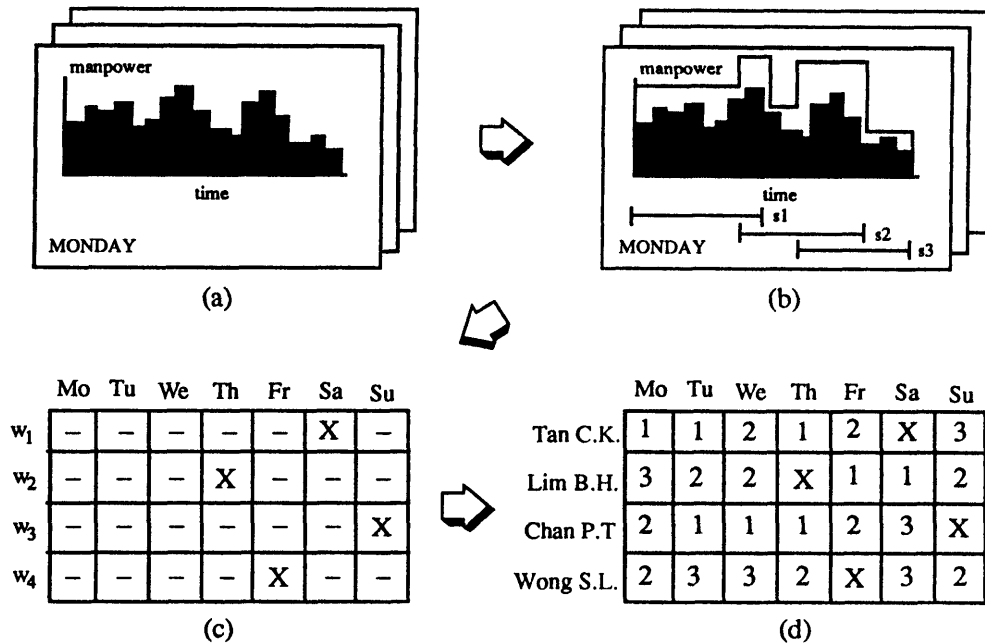 manpower
time
MONDAY
(a)
manpower
time
s1
s2
s3
MONDAY
(b)
Mo Tu We Th Fr Sa Su
w1 – – – – – X –
w2 – – – X – – –
w3 – – – – – – X
w4 – – – – X – –
(c)
Mo Tu We Th Fr Sa Su
Tan C.K. 1 1 2 1 2 X 3
Lim B.H. 3 2 2 X 1 1 2
Chan P.T 2 1 1 1 2 3 X
Wong S.L. 2 3 3 2 X 3 2
(d)